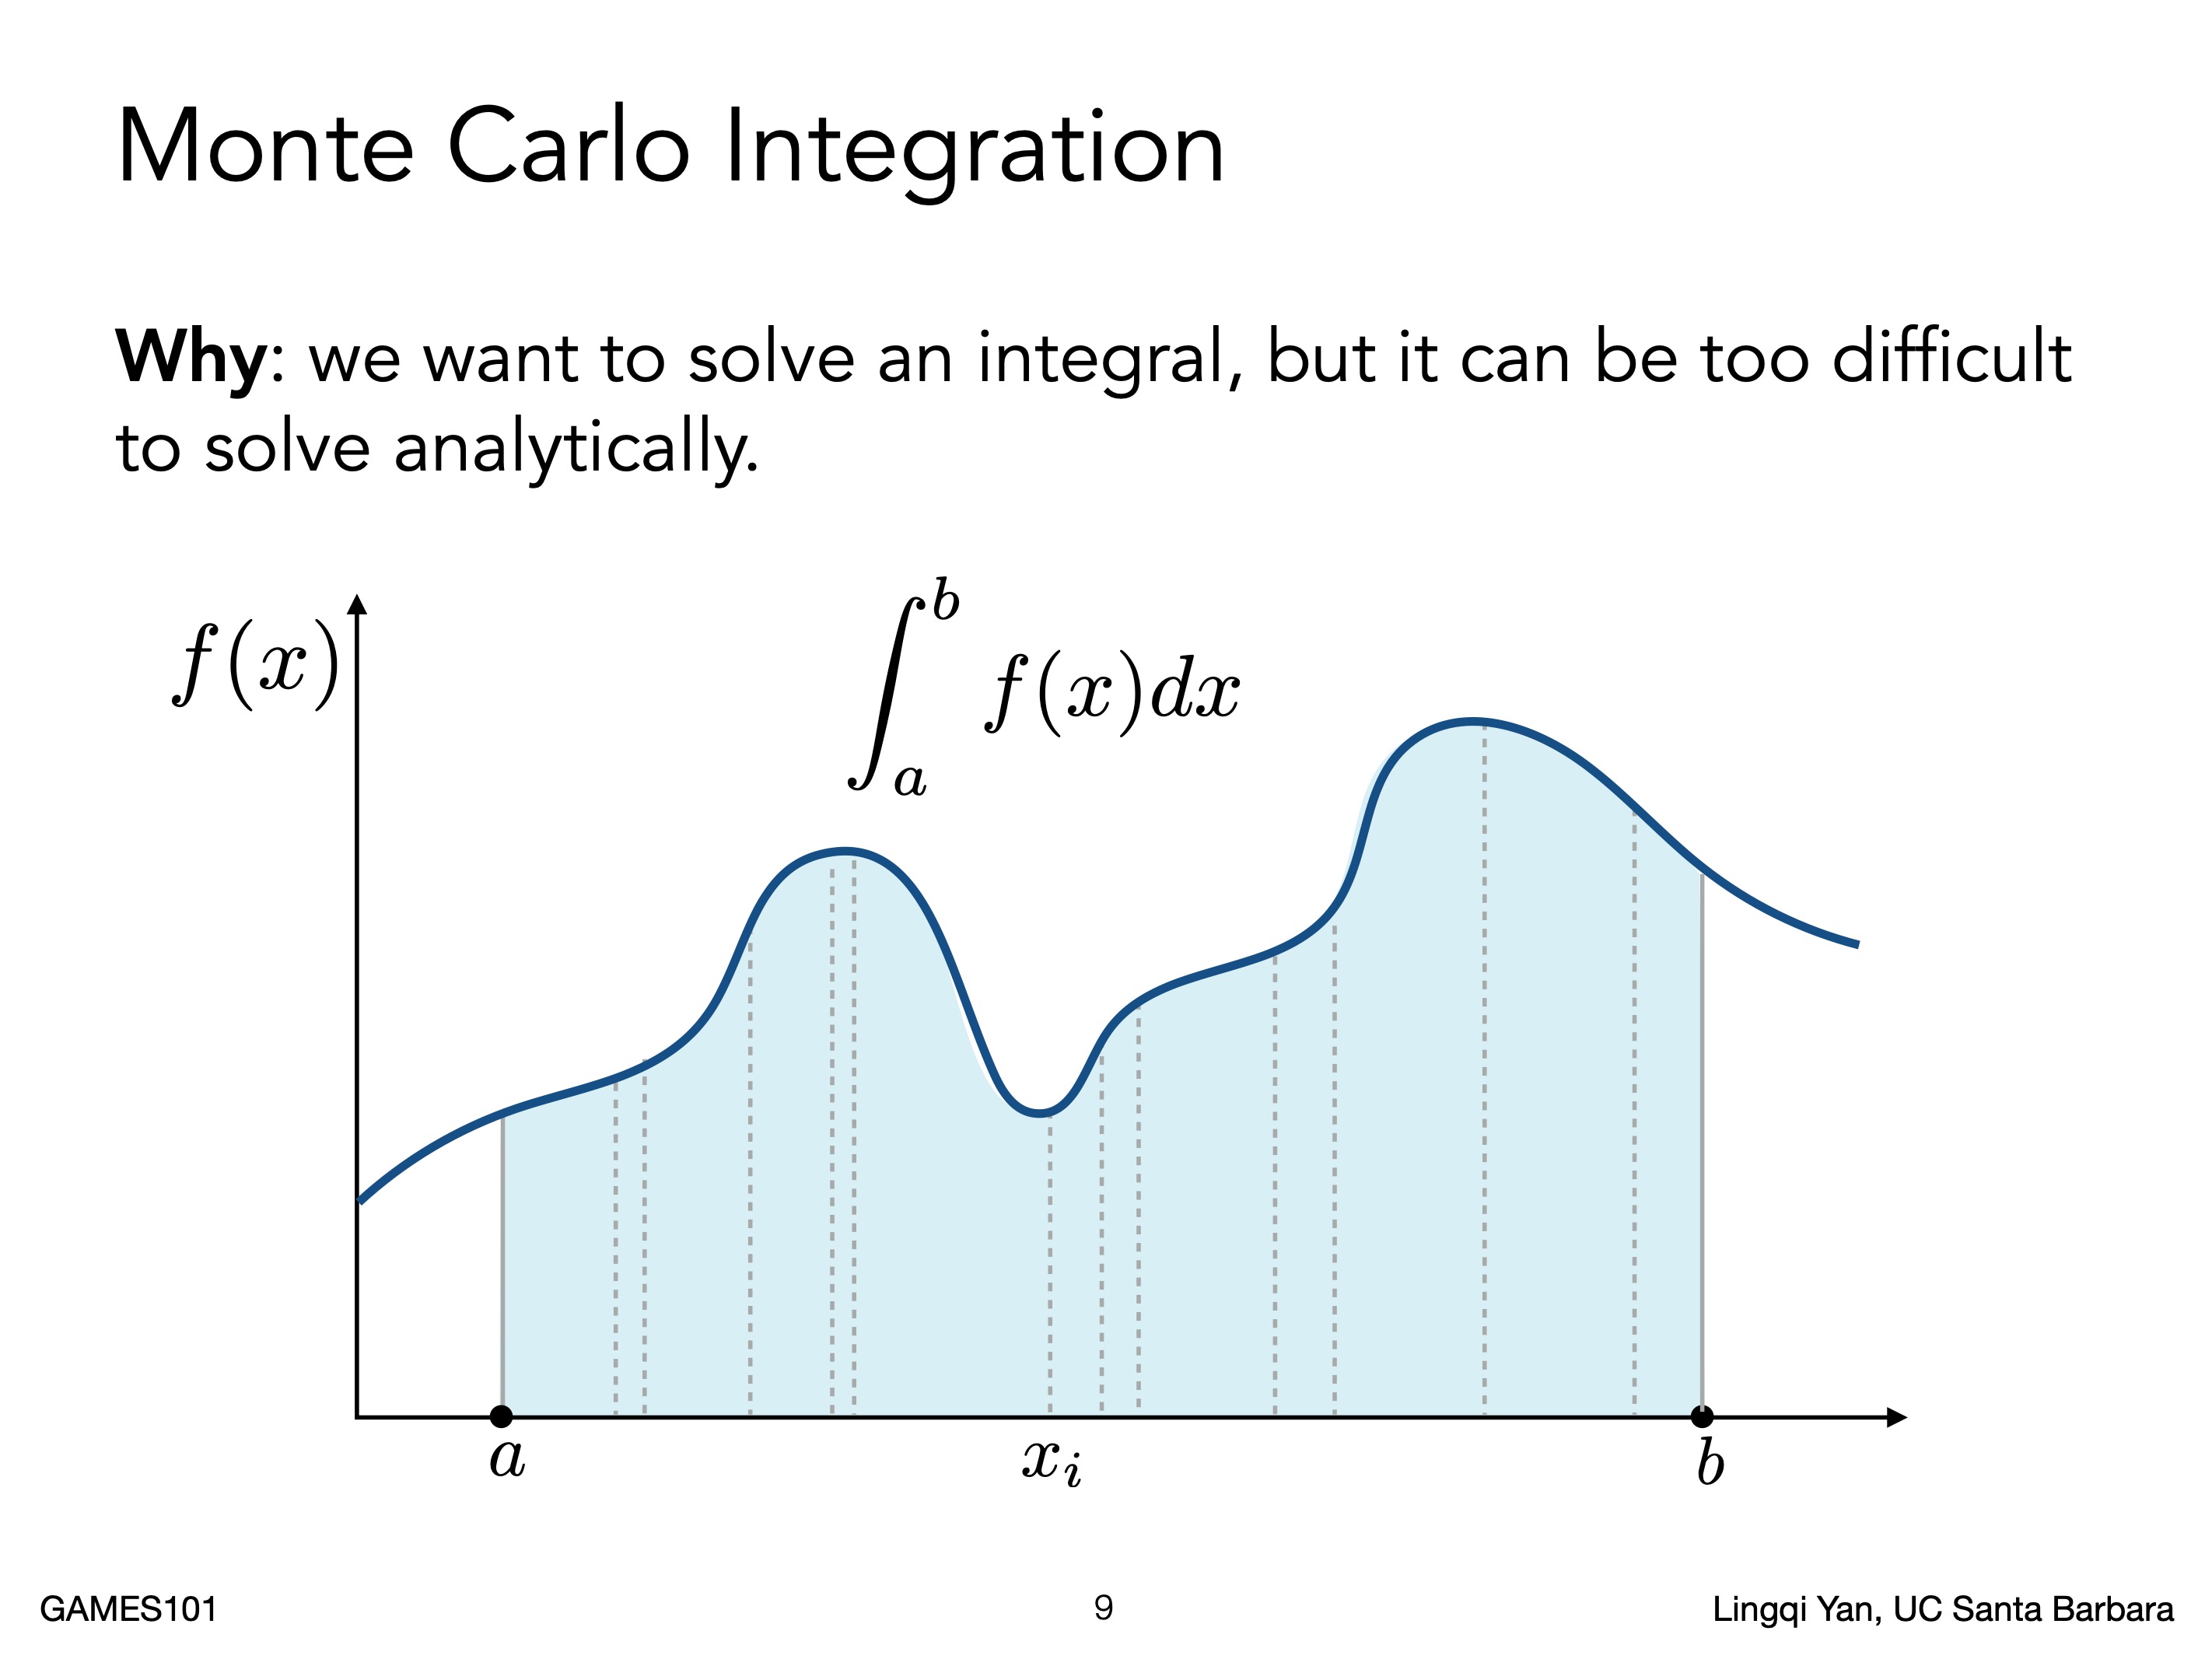 Monte Carlo Integration
Why: we want to solve an integral, but it can be too difficult
to solve analytically.
f(x)
∫_a^b f(x)dx
a
x_i
b
GAMES101
9
Lingqi Yan, UC Santa Barbara